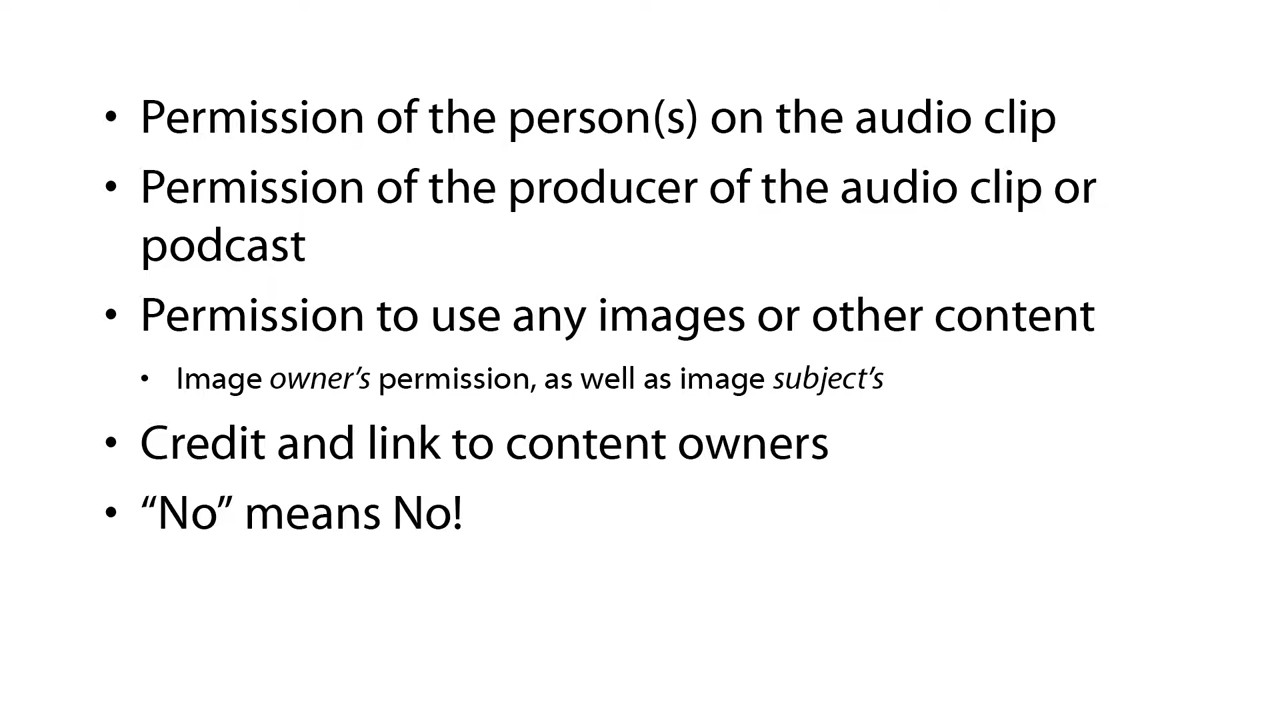 • Permission of the person(s) on the audio clip
• Permission of the producer of the audio clip or
podcast
• Permission to use any images or other content
• Image owner’s permission, as well as image subject’s
• Credit and link to content owners
• “No” means No!